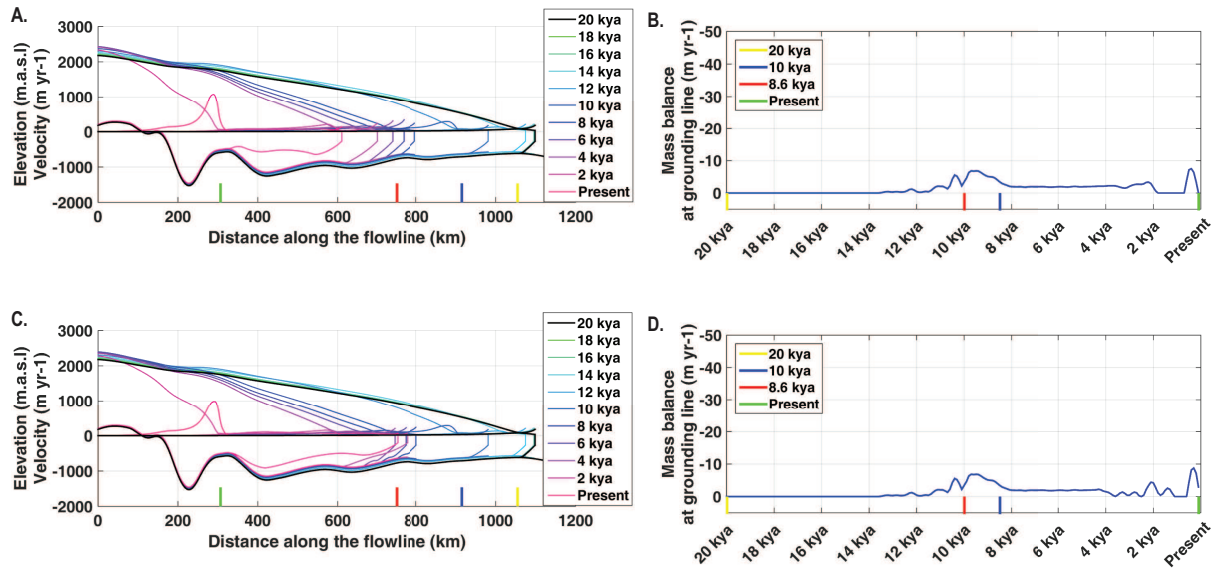 A.
Elevation (m.a.s.l)
Velocity (m yr-1)
3000
2000
1000
0
-1000
-2000
0 200 400 600 800 1000 1200
Distance along the flowline (km)
20 kya
18 kya
16 kya
14 kya
12 kya
10 kya
8 kya
6 kya
4 kya
2 kya
Present
B.
Mass balance
at grounding line (m yr-1)
-50
-40
-30
-20
-10
0
20 kya
10 kya
8.6 kya
Present
20 kya 18 kya 16 kya 14 kya 12 kya 10 kya 8 kya 6 kya 4 kya 2 kya Present
C.
Elevation (m.a.s.l)
Velocity (m yr-1)
3000
2000
1000
0
-1000
-2000
0 200 400 600 800 1000 1200
Distance along the flowline (km)
20 kya
18 kya
16 kya
14 kya
12 kya
10 kya
8 kya
6 kya
4 kya
2 kya
Present
D.
Mass balance
at grounding line (m yr-1)
-50
-40
-30
-20
-10
0
20 kya
10 kya
8.6 kya
Present
20 kya 18 kya 16 kya 14 kya 12 kya 10 kya 8 kya 6 kya 4 kya 2 kya Present